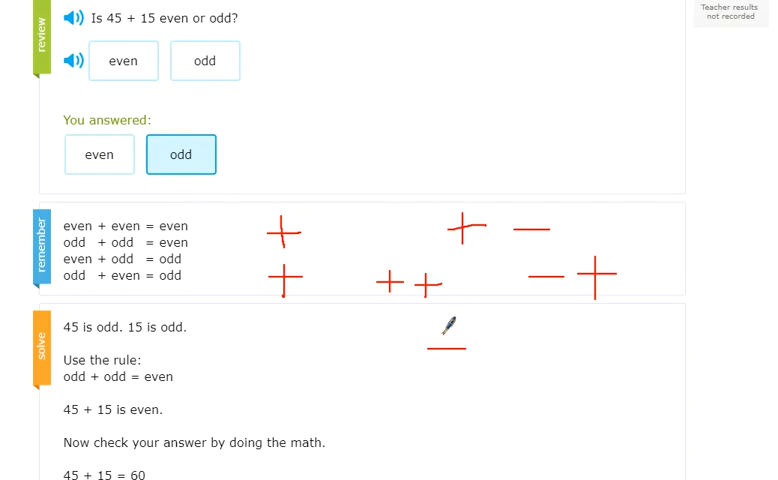 Teacher results
not recorded
review
Is 45 + 15 even or odd?
even odd
You answered:
even odd
remember
even + even = even
odd + odd = even
even + odd = odd
odd + even = odd
+ + −
+ + + − +
solve
45 is odd. 15 is odd.
−
Use the rule:
odd + odd = even
45 + 15 is even.
Now check your answer by doing the math.
45 + 15 = 60